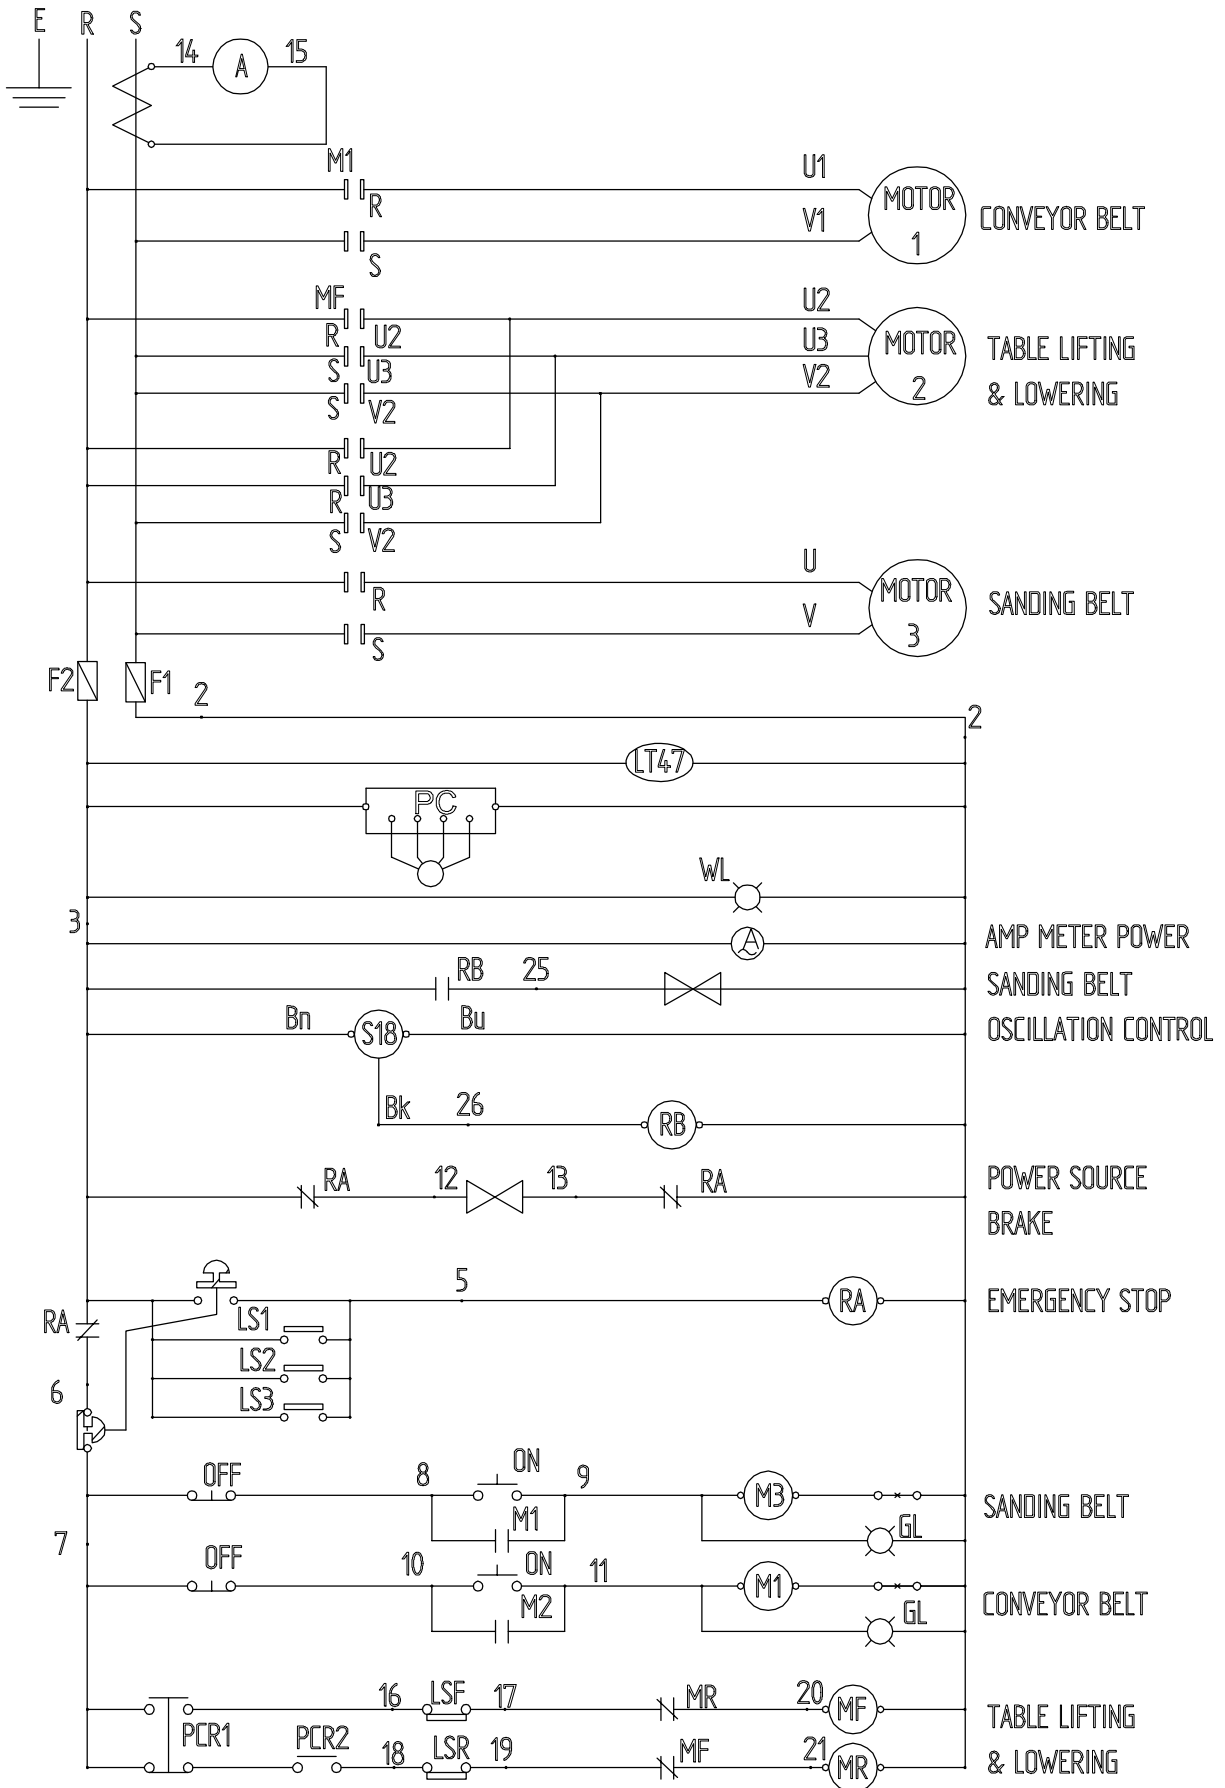 E R S
14 A 15
M1 U1
R
MOTOR
1
CONVEYOR BELT
V1
S
MF U2
R U2
U3
MOTOR
2
TABLE LIFTING
& LOWERING
S U3
V2
S V2
R U2
R U3
S V2
U
R
MOTOR
3
SANDING BELT
V
S
F2 F1 2
2
LT47
PC
WL
3
A
AMP METER POWER
RB 25
SANDING BELT
OSCILLATION CONTROL
Bn S18 Bu
Bk 26 RB
RA 12 13 RA
POWER SOURCE
BRAKE
5
RA
EMERGENCY STOP
RA
LS1
LS2
6
LS3
OFF 8 ON 9 M3
SANDING BELT
M1 GL
7
OFF 10 ON 11 M1
CONVEYOR BELT
M2 GL
16 LSF 17 MR 20 MF
TABLE LIFTING
& LOWERING
PCR1 PCR2
18 LSR 19 MF 21 MR